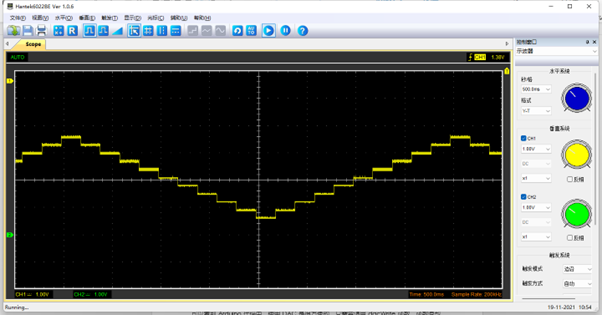 Hantek6022BE Ver 1.0.6
文件(F) 视图(V) 水平(O) 垂直(E) 触发(T) 显示(D) 光标(C) 辅助(U) 帮助(H)
Scope
控制窗口
示波器
AUTO
CH1
1.38V
水平系统
秒/格
500.0ms
格式
Y-T
垂直系统
CH1
1.00V
DC
x1
反相
CH2
1.00V
DC
x1
反相
触发系统
触发模式
边沿
触发方式
自动
CH1
1.00V
CH2
1.00V
Time 500.0ms
Sample Rate 200kHz
Running...
19-11-2021 10:54